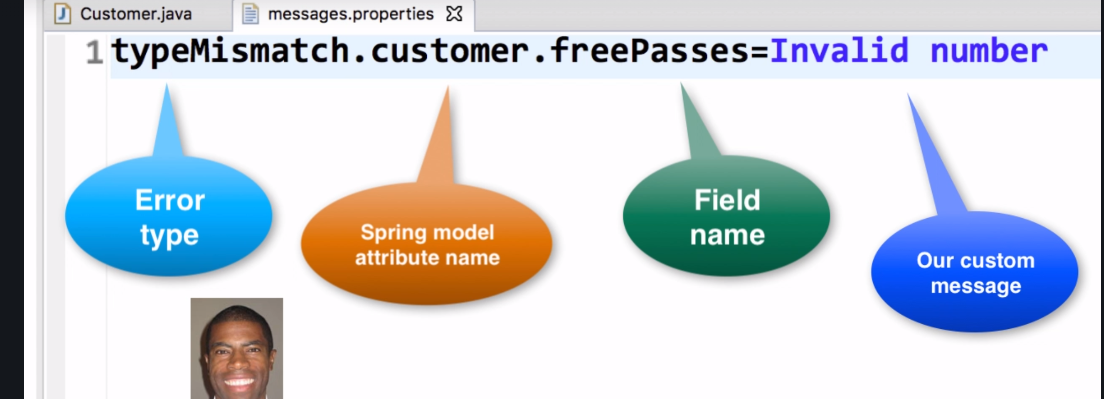 Customer.java messages.properties
1 typeMismatch.customer.freePasses=Invalid number
Error
type
Spring model
attribute name
Field
name
Our custom
message